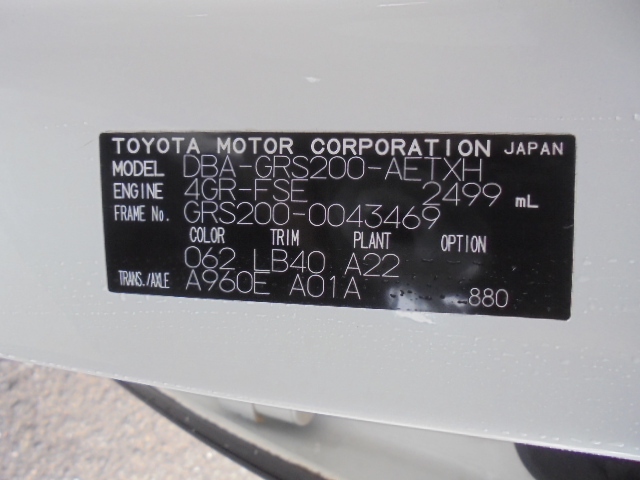 TOYOTA MOTOR CORPORATION JAPAN
MODEL DBA-GRS200-AETXH
ENGINE 4GR-FSE 2499 mL
FRAME No. GRS200-0043469
COLOR TRIM PLANT OPTION
062 LB40 A22
TRANS./AXLE A960E A01A -880